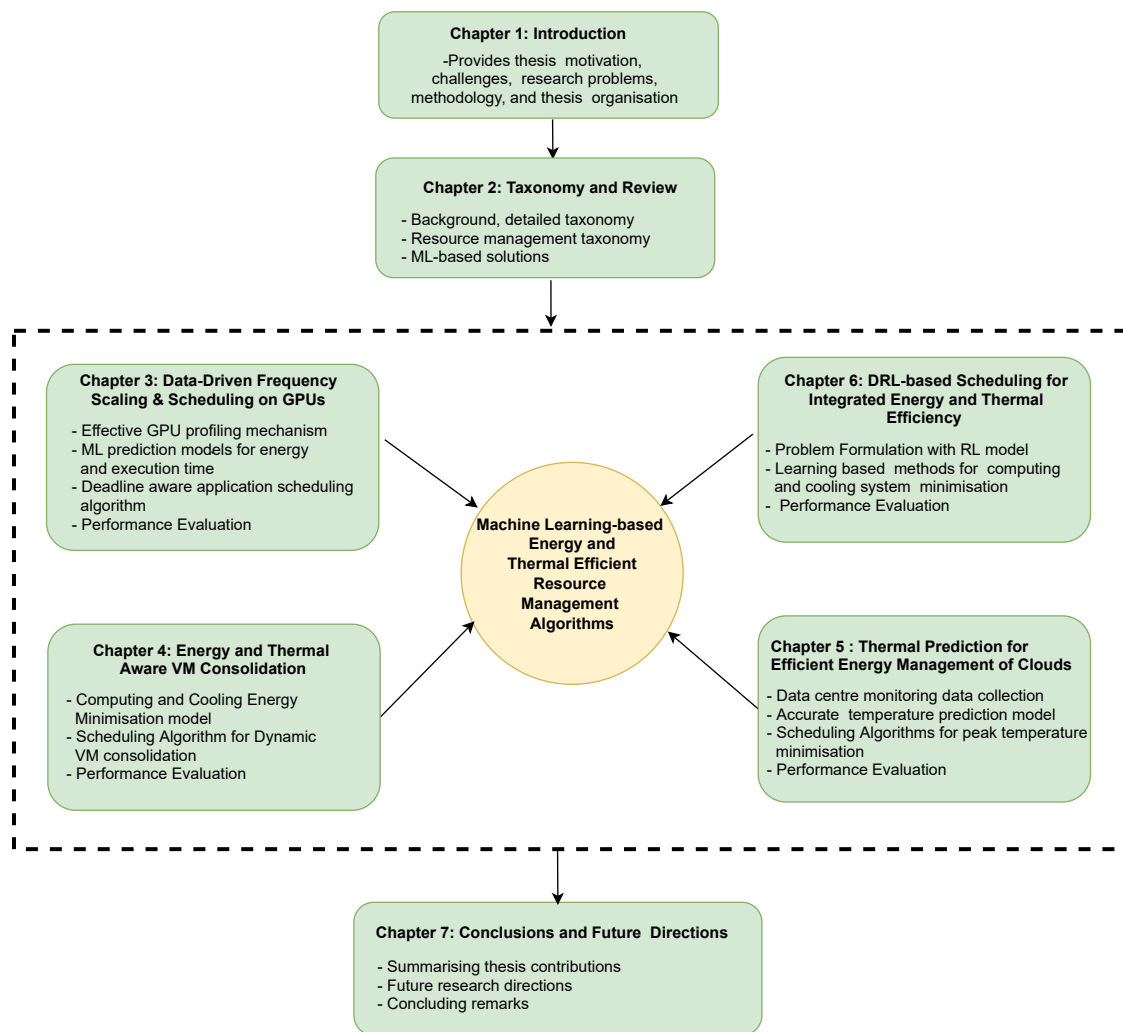 Chapter 1: Introduction
-Provides thesis motivation,
challenges, research problems,
methodology, and thesis organisation
Chapter 2: Taxonomy and Review
- Background, detailed taxonomy
- Resource management taxonomy
- ML-based solutions
Chapter 3: Data-Driven Frequency
Scaling & Scheduling on GPUs
- Effective GPU profiling mechanism
- ML prediction models for energy
and execution time
- Deadline aware application scheduling
algorithm
- Performance Evaluation
Chapter 6: DRL-based Scheduling for
Integrated Energy and Thermal
Efficiency
- Problem Formulation with RL model
- Learning based methods for computing
and cooling system minimisation
- Performance Evaluation
Machine Learning-based
Energy and
Thermal Efficient
Resource
Management
Algorithms
Chapter 4: Energy and Thermal
Aware VM Consolidation
- Computing and Cooling Energy
Minimisation model
- Scheduling Algorithm for Dynamic
VM consolidation
- Performance Evaluation
Chapter 5 : Thermal Prediction for
Efficient Energy Management of Clouds
- Data centre monitoring data collection
- Accurate temperature prediction model
- Scheduling Algorithms for peak temperature
minimisation
- Performance Evaluation
Chapter 7: Conclusions and Future Directions
- Summarising thesis contributions
- Future research directions
- Concluding remarks